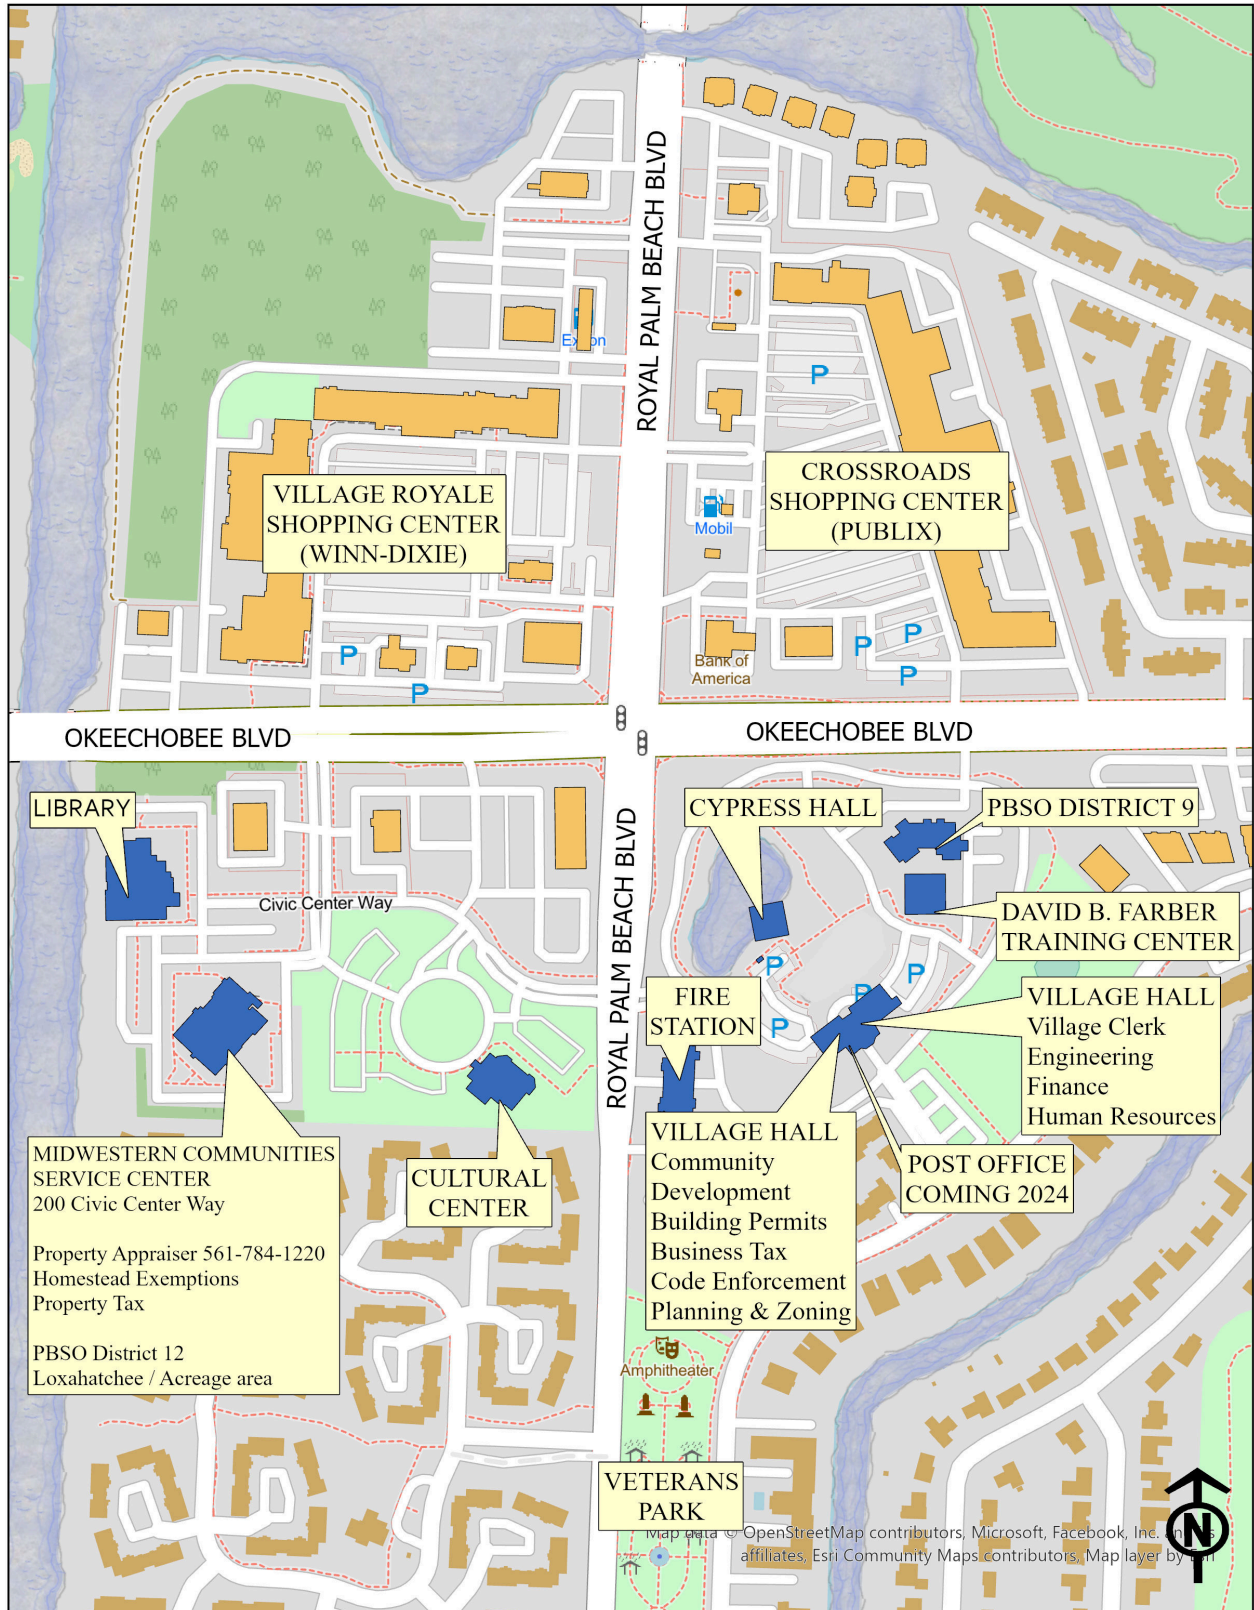 ROYAL PALM BEACH BLVD
Exxon
P
VILLAGE ROYALE
SHOPPING CENTER
(WINN-DIXIE)
CROSSROADS
SHOPPING CENTER
(PUBLIX)
Mobil
P
P
P
P
P
P
Bank of
America
OKEECHOBEE BLVD
OKEECHOBEE BLVD
LIBRARY
CYPRESS HALL
PBSO DISTRICT 9
ROYAL PALM BEACH BLVD
Civic Center Way
DAVID B. FARBER
TRAINING CENTER
P
P
P
P
FIRE
STATION
VILLAGE HALL
Village Clerk
Engineering
Finance
Human Resources
MIDWESTERN COMMUNITIES
SERVICE CENTER
200 Civic Center Way
Property Appraiser 561-784-1220
Homestead Exemptions
Property Tax
PBSO District 12
Loxahatchee / Acreage area
CULTURAL
CENTER
VILLAGE HALL
Community
Development
Building Permits
Business Tax
Code Enforcement
Planning & Zoning
POST OFFICE
COMING 2024
Amphitheater
VETERANS
PARK
N
Map data © OpenStreetMap contributors, Microsoft, Facebook, Inc. and its
affiliates, Esri Community Maps contributors, Map layer by Esri